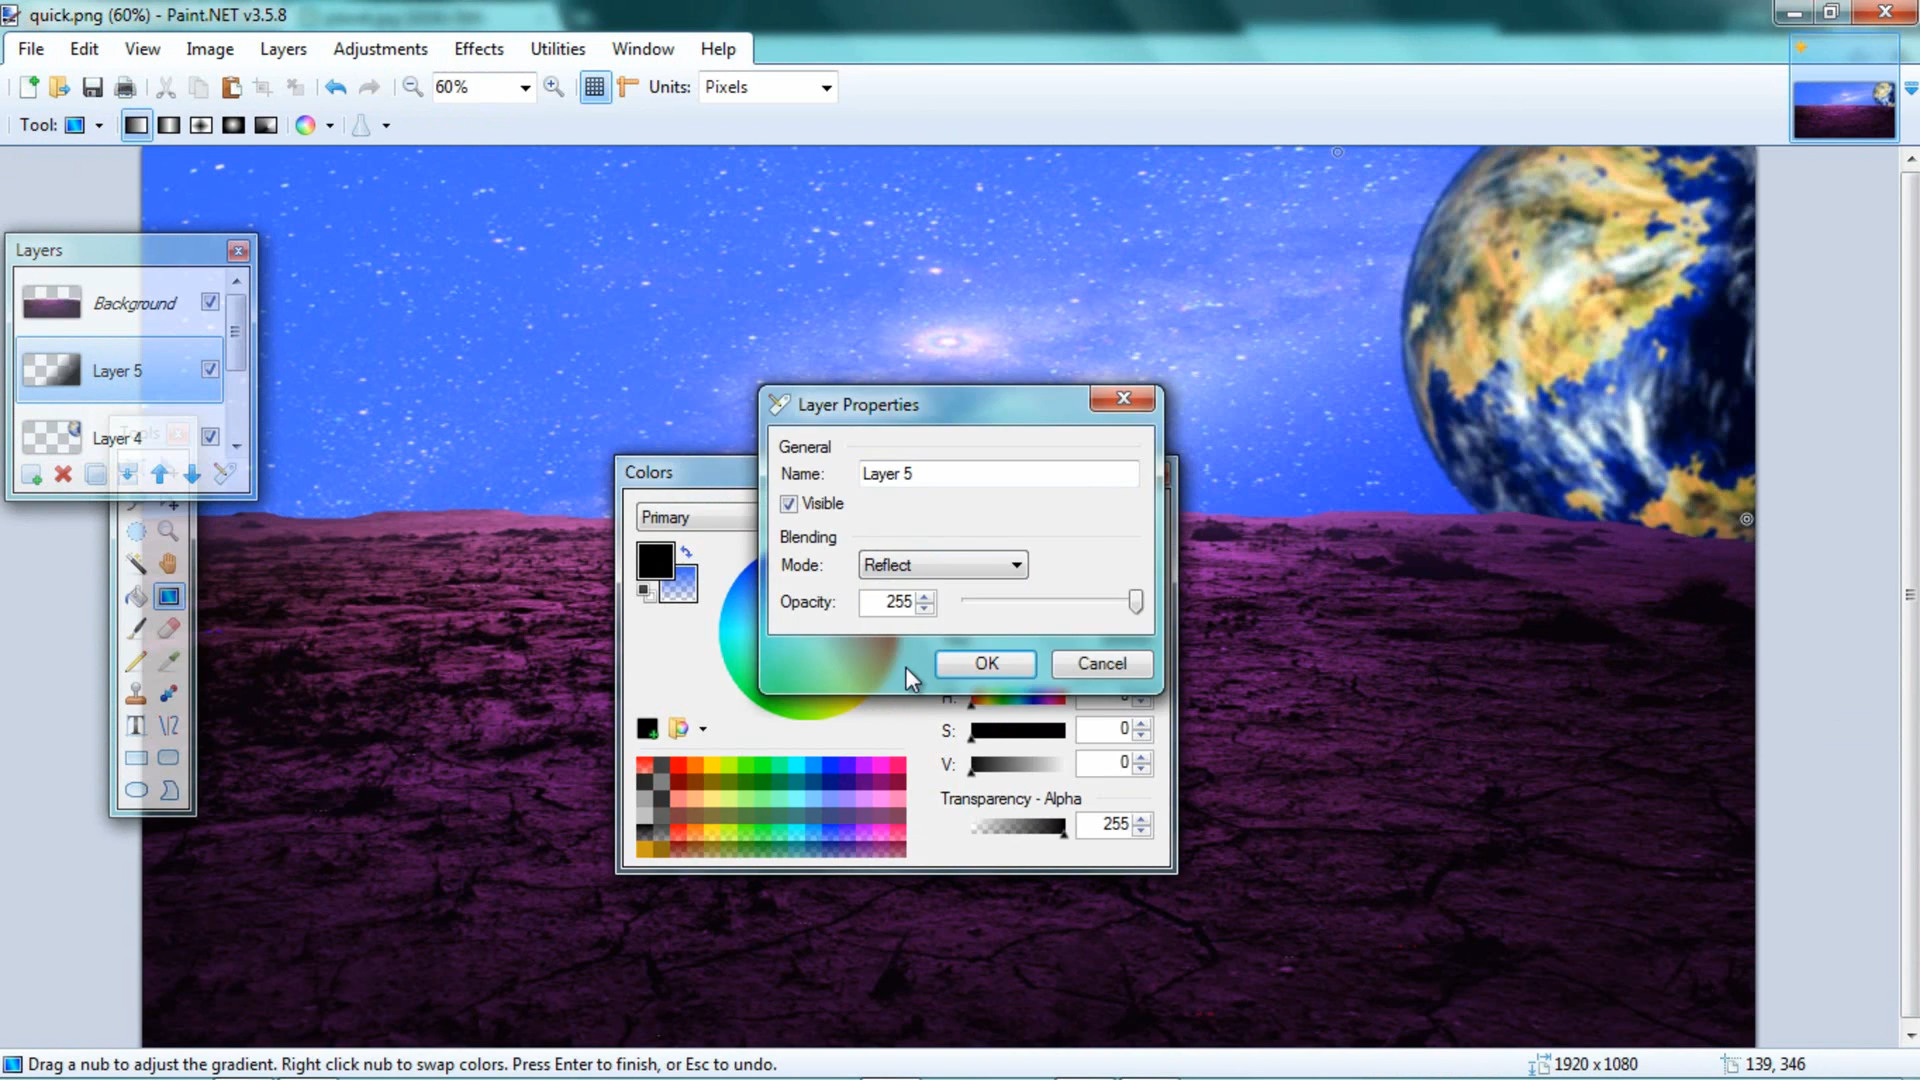 quick.png (60%) - Paint.NET v3.5.8
File Edit View Image Layers Adjustments Effects Utilities Window Help
60% Units: Pixels
Tool:
Layers
Background
Layer 5
Layer 4
Tools
Colors
Primary
Layer Properties
General
Name: Layer 5
Visible
Blending
Mode: Reflect
Opacity: 255
OK Cancel
H:
S: 0
V: 0
Transparency - Alpha
255
Drag a nub to adjust the gradient. Right click nub to swap colors. Press Enter to finish, or Esc to undo.
1920 x 1080
139, 346